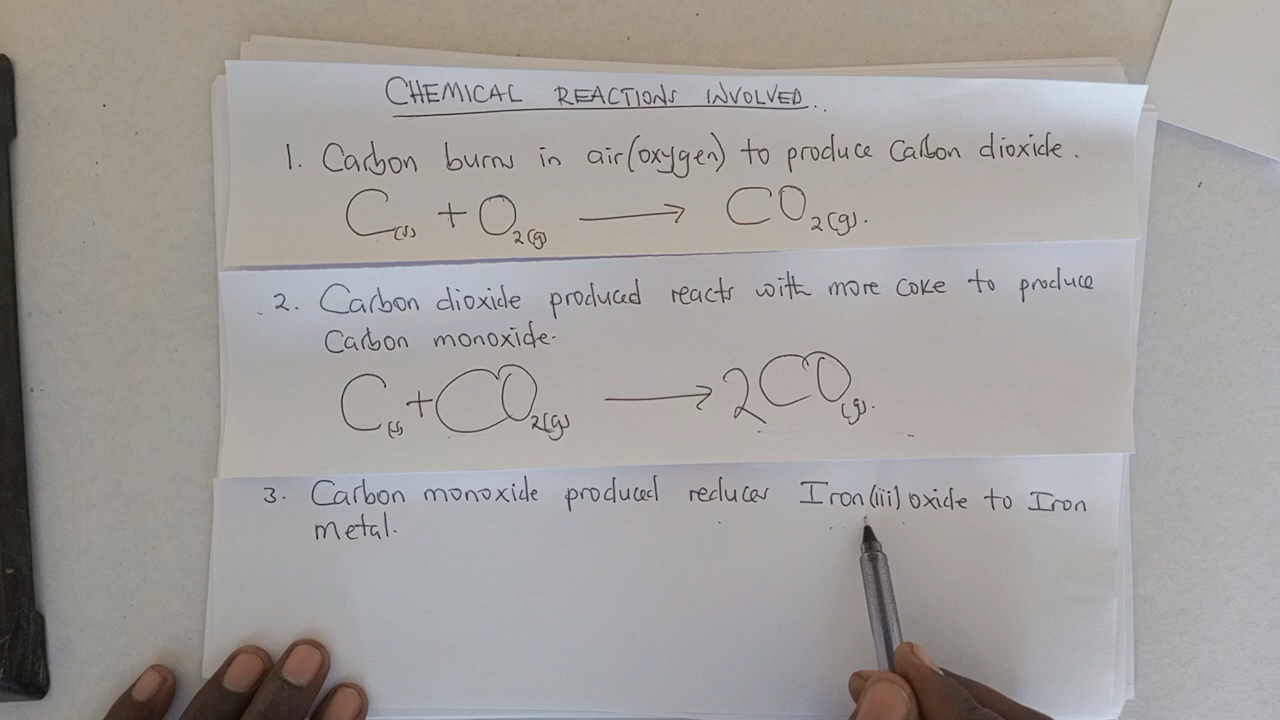 CHEMICAL REACTIONS INVOLVED..
1. Carbon burns in air(oxygen) to produce Carbon dioxide.
C(s) + O2(g) → CO2(g).
2. Carbon dioxide produced reacts with more coke to produce
Carbon monoxide.
C(s) + CO2(g) → 2CO(g).
3. Carbon monoxide produced reduces Iron(iii) oxide to Iron
metal.